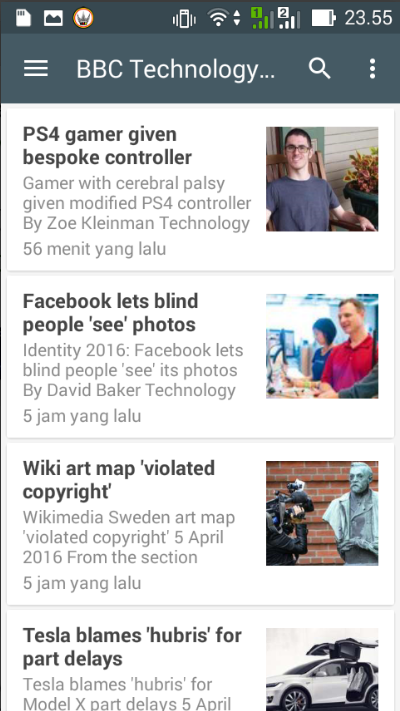 1 2 23.55
BBC Technology...
PS4 gamer given
bespoke controller
Gamer with cerebral palsy
given modified PS4 controller
By Zoe Kleinman Technology
56 menit yang lalu
Facebook lets blind
people 'see' photos
Identity 2016: Facebook lets
blind people 'see' its photos
By David Baker Technology
5 jam yang lalu
Wiki art map 'violated
copyright'
Wikimedia Sweden art map
'violated copyright' 5 April
2016 From the section
5 jam yang lalu
Tesla blames 'hubris' for
part delays
Tesla blames 'hubris' for
Model X part delays 5 April